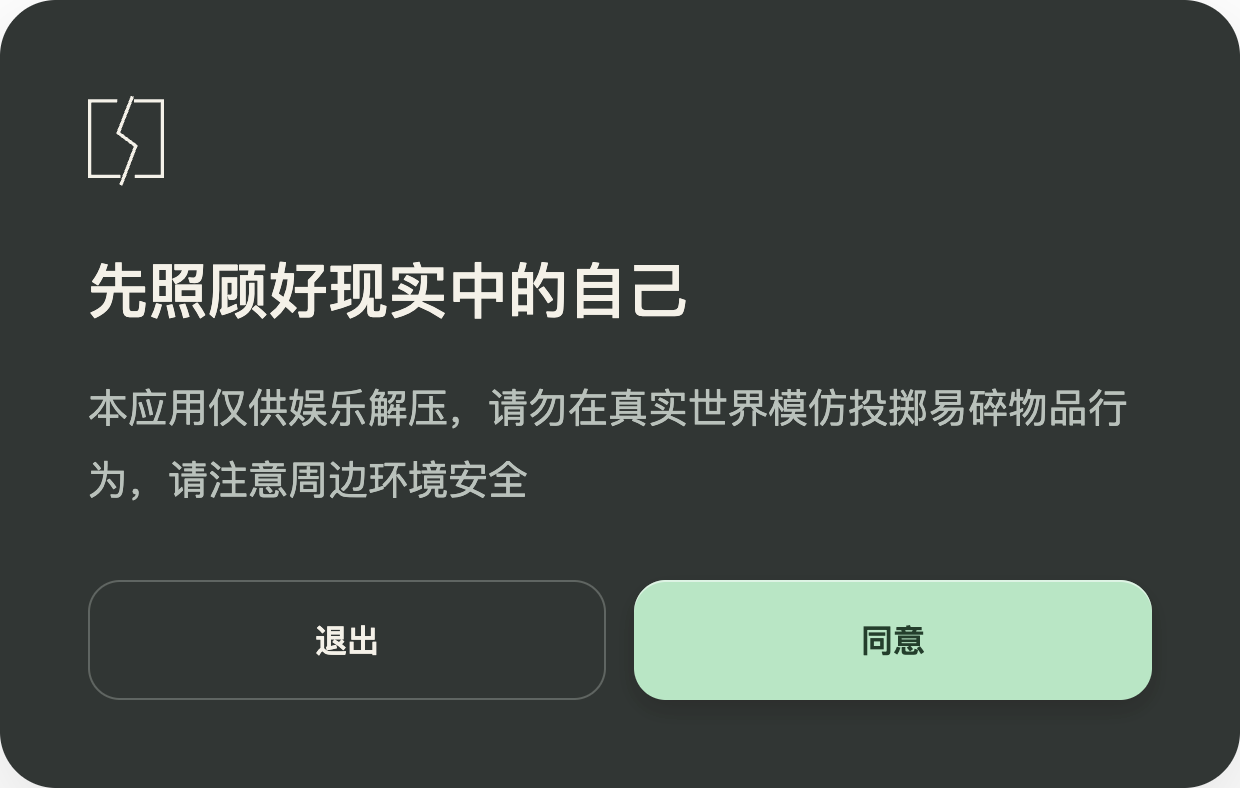 先照顾好现实中的自己
本应用仅供娱乐解压，请勿在真实世界模仿投掷易碎物品行
为，请注意周边环境安全
退出
同意